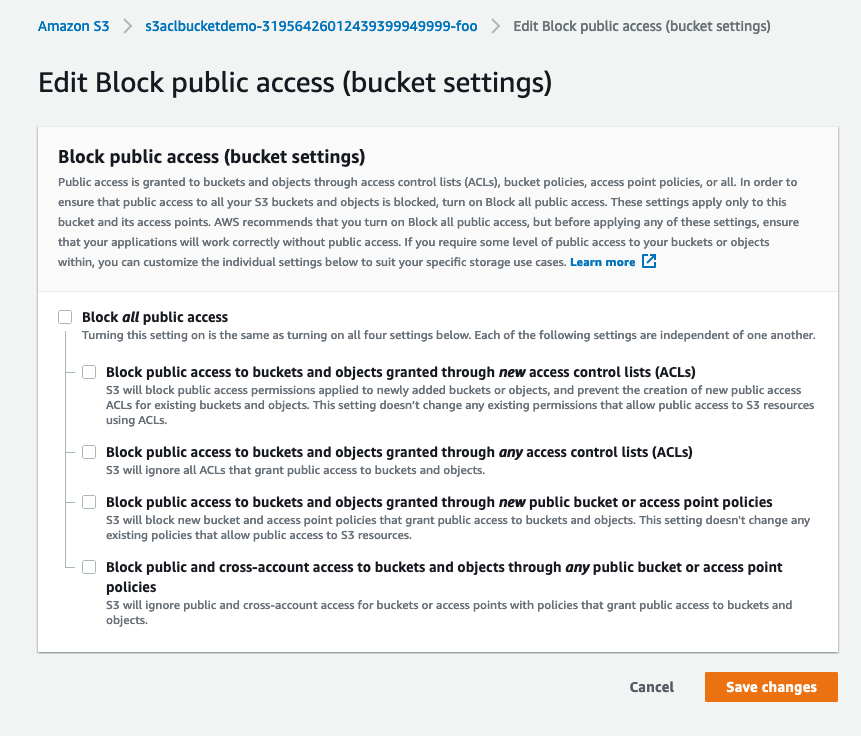 Amazon S3 > s3aclbucketdemo-31956426012439399949999-foo > Edit Block public access (bucket settings)
Edit Block public access (bucket settings)
Block public access (bucket settings)
Public access is granted to buckets and objects through access control lists (ACLs), bucket policies, access point policies, or all. In order to
ensure that public access to all your S3 buckets and objects is blocked, turn on Block all public access. These settings apply only to this
bucket and its access points. AWS recommends that you turn on Block all public access, but before applying any of these settings, ensure
that your applications will work correctly without public access. If you require some level of public access to your buckets or objects
within, you can customize the individual settings below to suit your specific storage use cases. Learn more
Block all public access
Turning this setting on is the same as turning on all four settings below. Each of the following settings are independent of one another.
Block public access to buckets and objects granted through new access control lists (ACLs)
S3 will block public access permissions applied to newly added buckets or objects, and prevent the creation of new public access
ACLs for existing buckets and objects. This setting doesn't change any existing permissions that allow public access to S3 resources
using ACLs.
Block public access to buckets and objects granted through any access control lists (ACLs)
S3 will ignore all ACLs that grant public access to buckets and objects.
Block public access to buckets and objects granted through new public bucket or access point policies
S3 will block new bucket and access point policies that grant public access to buckets and objects. This setting doesn't change any
existing policies that allow public access to S3 resources.
Block public and cross-account access to buckets and objects through any public bucket or access point
policies
S3 will ignore public and cross-account access for buckets or access points with policies that grant public access to buckets and
objects.
Cancel Save changes